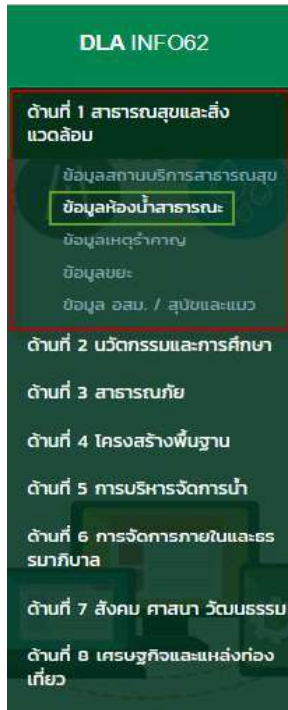 DLA INFO62
ด้านที่ 1 สาธารณสุขและสิ่ง
แวดล้อม
ข้อมูลสถานบริการสาธารณสุข
ข้อมูลห้องน้ำสาธารณะ
ข้อมูลเหตุรำคาญ
ข้อมูลขยะ
ข้อมูล อสม. / สุนัขและแมว
ด้านที่ 2 นวัตกรรมและการศึกษา
ด้านที่ 3 สาธารณภัย
ด้านที่ 4 โครงสร้างพื้นฐาน
ด้านที่ 5 การบริหารจัดการน้ำ
ด้านที่ 6 การจัดการภายในและธร
รมาภิบาล
ด้านที่ 7 สังคม ศาสนา วัฒนธรรม
ด้านที่ 8 เศรษฐกิจและแหล่งท่อง
เที่ยว